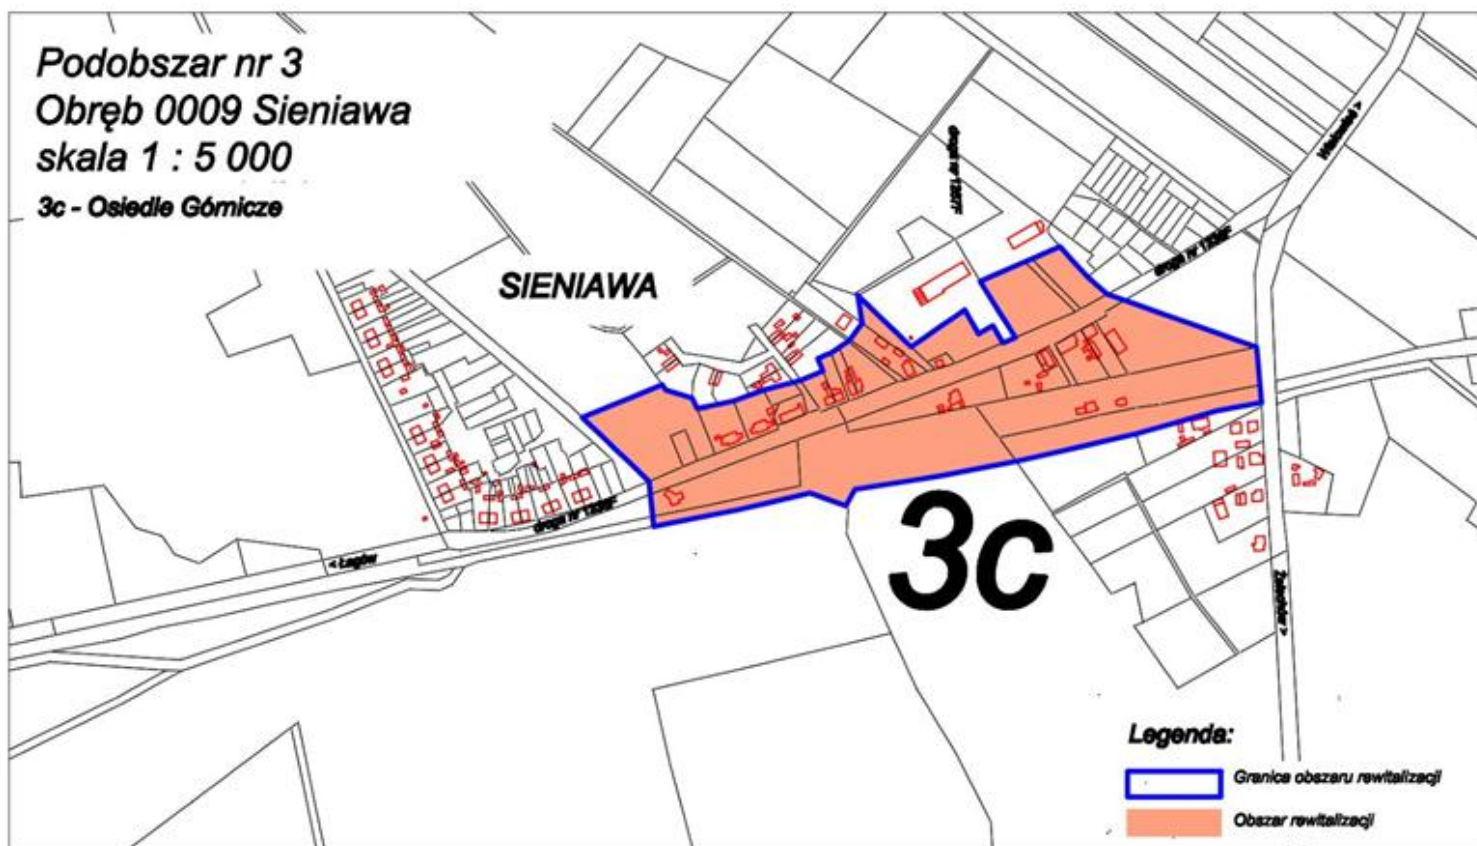 Podobszar nr 3
Obręb 0009 Sieniawa
skala 1 : 5 000
3c - Osiedle Górnicze
SIENIAWA
< Łagów
3c
Legenda:
Granica obszaru rewitalizacji
Obszar rewitalizacji